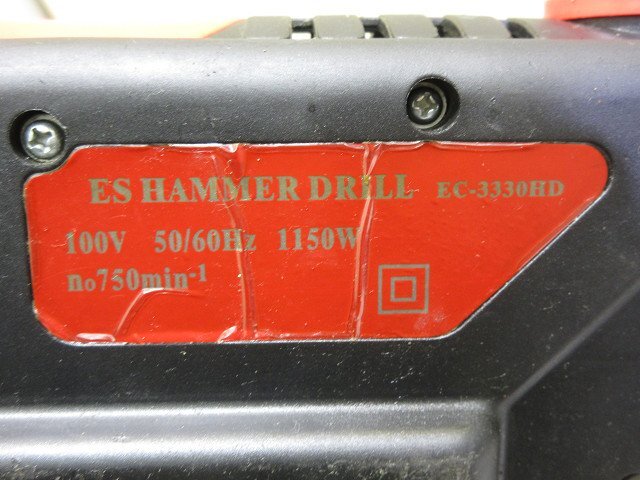 ES HAMMER DRILL EC-3330HD
100V 50/60Hz 1150W
no750min-1